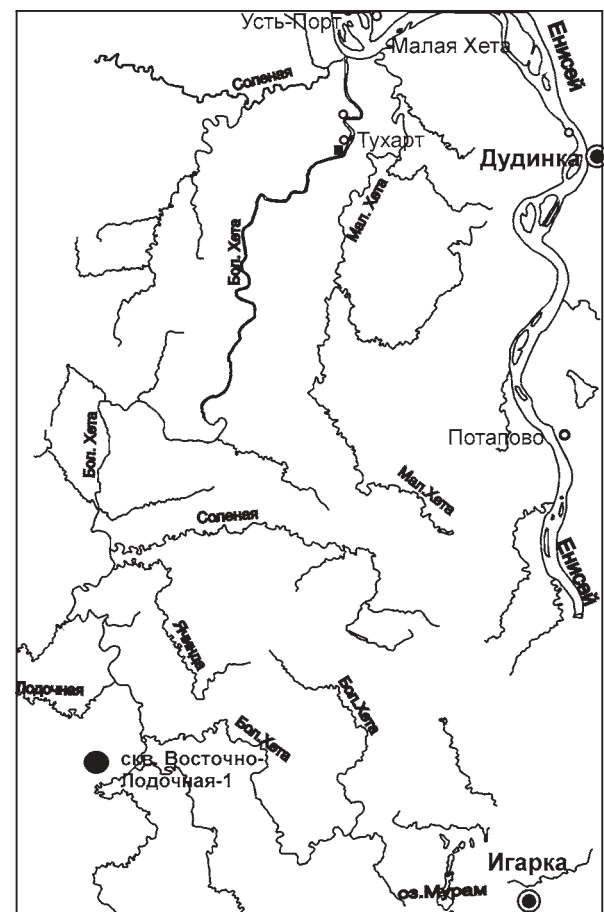 Усть-Порт
Малая Хета
Енисей
Соленая
Тухарт
Дудинка
Мал. Хета
Бол. Хета
Бол. Хета
Потапово
Мал.Хета
Соленая
Енисей
Ячинда
Лодочная
Бол.Хета
Бол.Хета
скв. Восточно-
Лодочная-1
Игарка
оз.Мурам